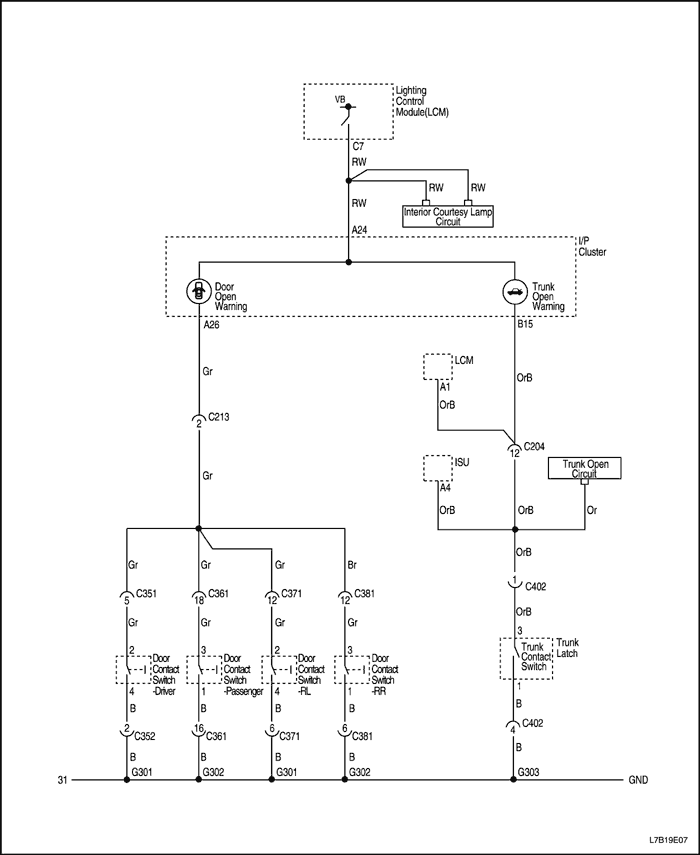 VB
Lighting
Control
Module(LCM)
C7
RW
RW RW
RW
Interior Courtesy Lamp
Circuit
A24
I/P
Cluster
Door
Open
Warning
Trunk
Open
Warning
A26
B15
LCM
Gr
OrB
A1
OrB
2 C213
12 C204
ISU
Trunk Open
Circuit
Gr
A4
OrB
OrB
Or
OrB
Gr
Gr
Gr
Br
1 C402
5 C351
18 C361
12 C371
12 C381
OrB
Gr
Gr
Gr
Gr
3
2
3
2
3
Trunk
Contact
Switch
Trunk
Latch
Door
Contact
Switch
-Driver
Door
Contact
Switch
-Passenger
Door
Contact
Switch
-RL
Door
Contact
Switch
-RR
1
4
1
4
1
B
B
B
B
B
4 C402
2 C352
16 C361
6 C371
6 C381
B
B
B
B
B
31 G301 G302 G301 G302 G303 GND
L7B19E07